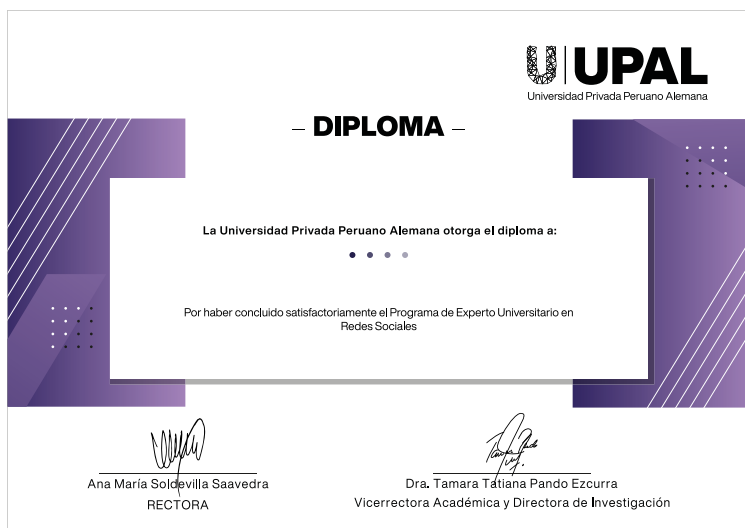 UPAL
Universidad Privada Peruano Alemana
– DIPLOMA –
La Universidad Privada Peruano Alemana otorga el diploma a:
Por haber concluido satisfactoriamente el Programa de Experto Universitario en
Redes Sociales
Ana María Soldevilla Saavedra
RECTORA
Dra. Tamara Tatiana Pando Ezcurra
Vicerrectora Académica y Directora de Investigación